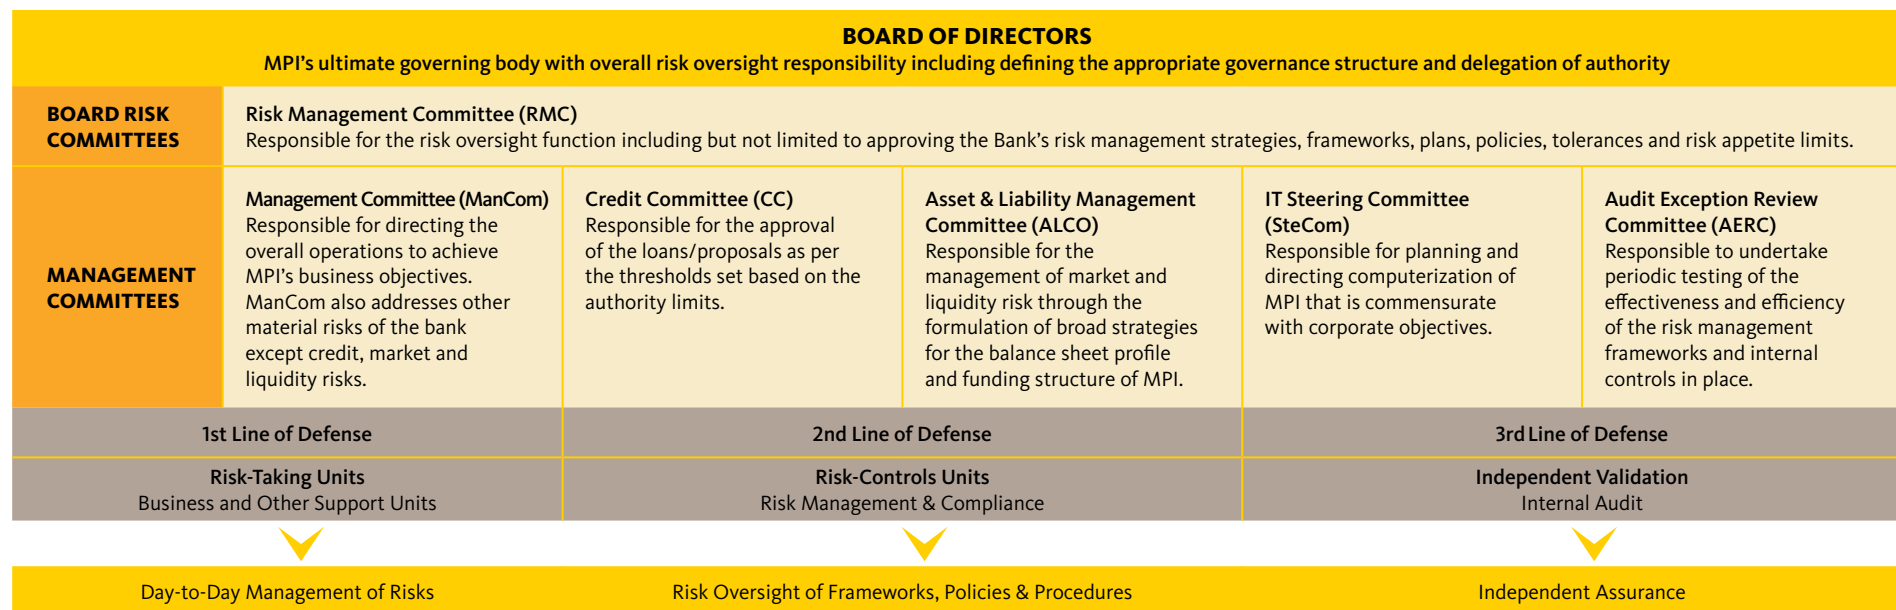 BOARD OF DIRECTORS
MPI's ultimate governing body with overall risk oversight responsibility including defining the appropriate governance structure and delegation of authority
BOARD RISK
COMMITTEES
Risk Management Committee (RMC)
Responsible for the risk oversight function including but not limited to approving the Bank's risk management strategies, frameworks, plans, policies, tolerances and risk appetite limits.
MANAGEMENT
COMMITTEES
Management Committee (ManCom)
Responsible for directing the
overall operations to achieve
MPI's business objectives.
ManCom also addresses other
material risks of the bank
except credit, market and
liquidity risks.
Credit Committee (CC)
Responsible for the approval
of the loans/proposals as per
the thresholds set based on the
authority limits.
Asset & Liability Management
Committee (ALCO)
Responsible for the
management of market and
liquidity risk through the
formulation of broad strategies
for the balance sheet profile
and funding structure of MPI.
IT Steering Committee
(SteCom)
Responsible for planning and
directing computerization of
MPI that is commensurate
with corporate objectives.
Audit Exception Review
Committee (AERC)
Responsible to undertake
periodic testing of the
effectiveness and efficiency
of the risk management
frameworks and internal
controls in place.
1st Line of Defense
2nd Line of Defense
3rd Line of Defense
Risk-Taking Units
Business and Other Support Units
Risk-Controls Units
Risk Management & Compliance
Independent Validation
Internal Audit
Day-to-Day Management of Risks
Risk Oversight of Frameworks, Policies & Procedures
Independent Assurance